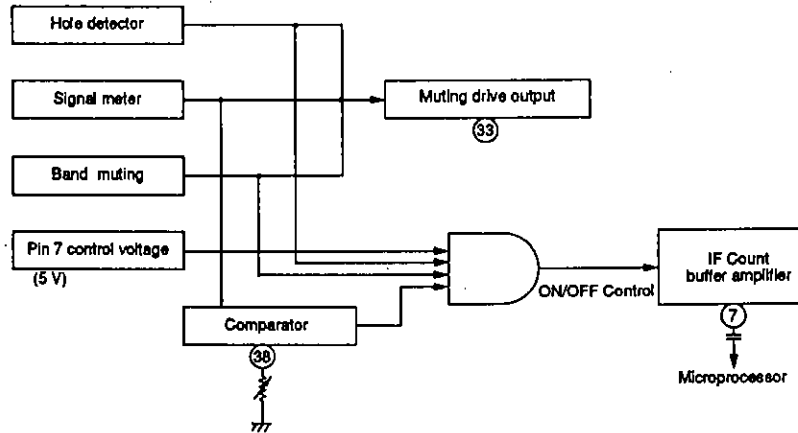 Hole detector
Signal meter
Muting drive output
33
Band muting
Pin 7 control voltage
(5 V)
IF Count
buffer amplifier
ON/OFF Control
7
Comparator
38
Microprocessor